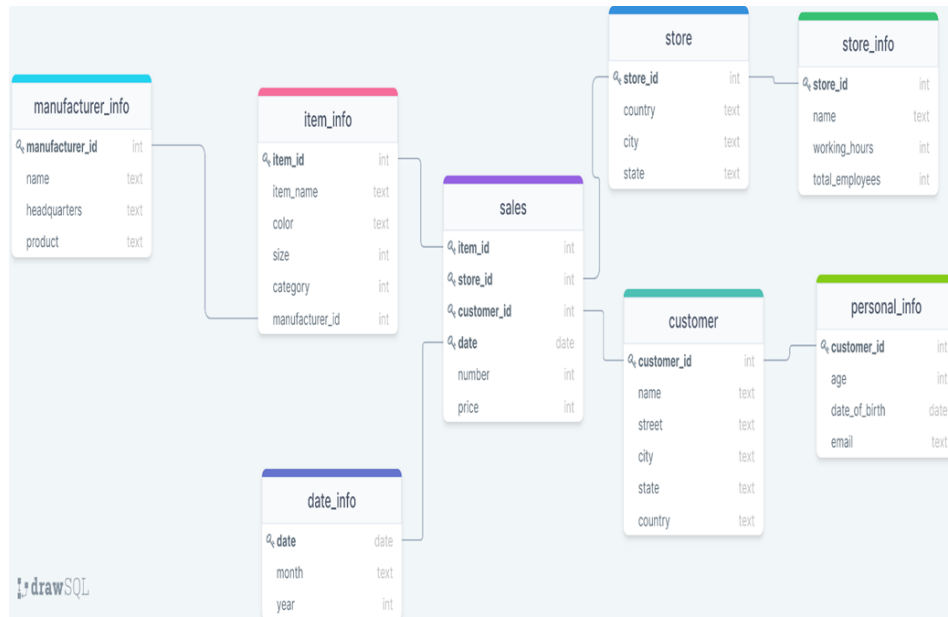 manufacturer_info
manufacturer_id int
name text
headquarters text
product text
item_info
item_id int
item_name text
color text
size int
category int
manufacturer_id int
sales
item_id int
store_id int
customer_id int
date date
number int
price int
store
store_id int
country text
city text
state text
store_info
store_id int
name text
working_hours int
total_employees int
customer
customer_id int
name text
street text
city text
state text
country text
personal_info
customer_id int
age int
date_of_birth date
email text
date_info
date date
month text
year int
drawSQL